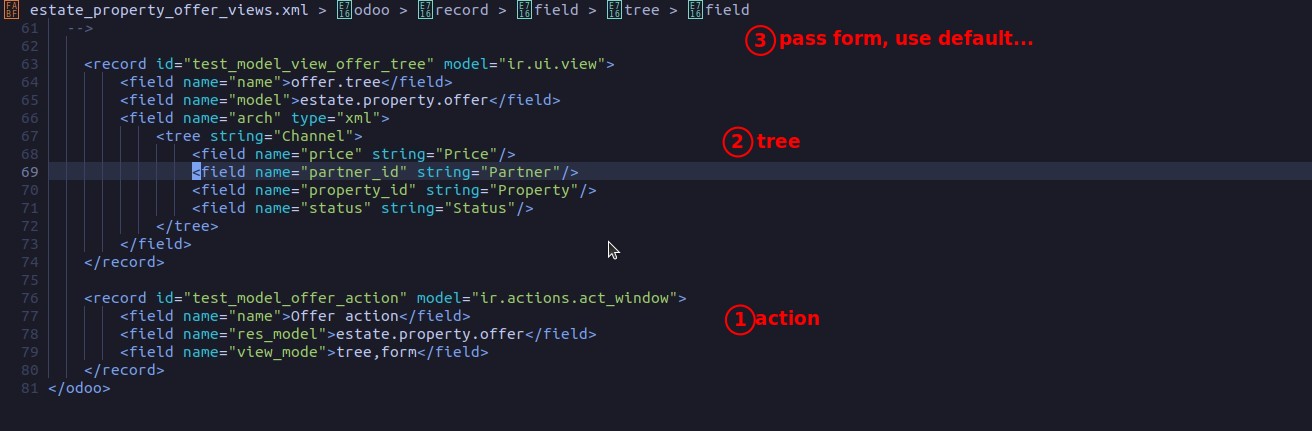 estate_property_offer_views.xml > odoo > record > field > tree > field
61 -->
③ pass form, use default...
62
63 <record id="test_model_view_offer_tree" model="ir.ui.view">
64 <field name="name">offer.tree</field>
65 <field name="model">estate.property.offer</field>
66 <field name="arch" type="xml">
67 <tree string="Channel">
② tree
68 <field name="price" string="Price"/>
69 <field name="partner_id" string="Partner"/>
70 <field name="property_id" string="Property"/>
71 <field name="status" string="Status"/>
72 </tree>
73 </field>
74 </record>
75
76 <record id="test_model_offer_action" model="ir.actions.act_window">
77 <field name="name">Offer action</field>
① action
78 <field name="res_model">estate.property.offer</field>
79 <field name="view_mode">tree,form</field>
80 </record>
81 </odoo>